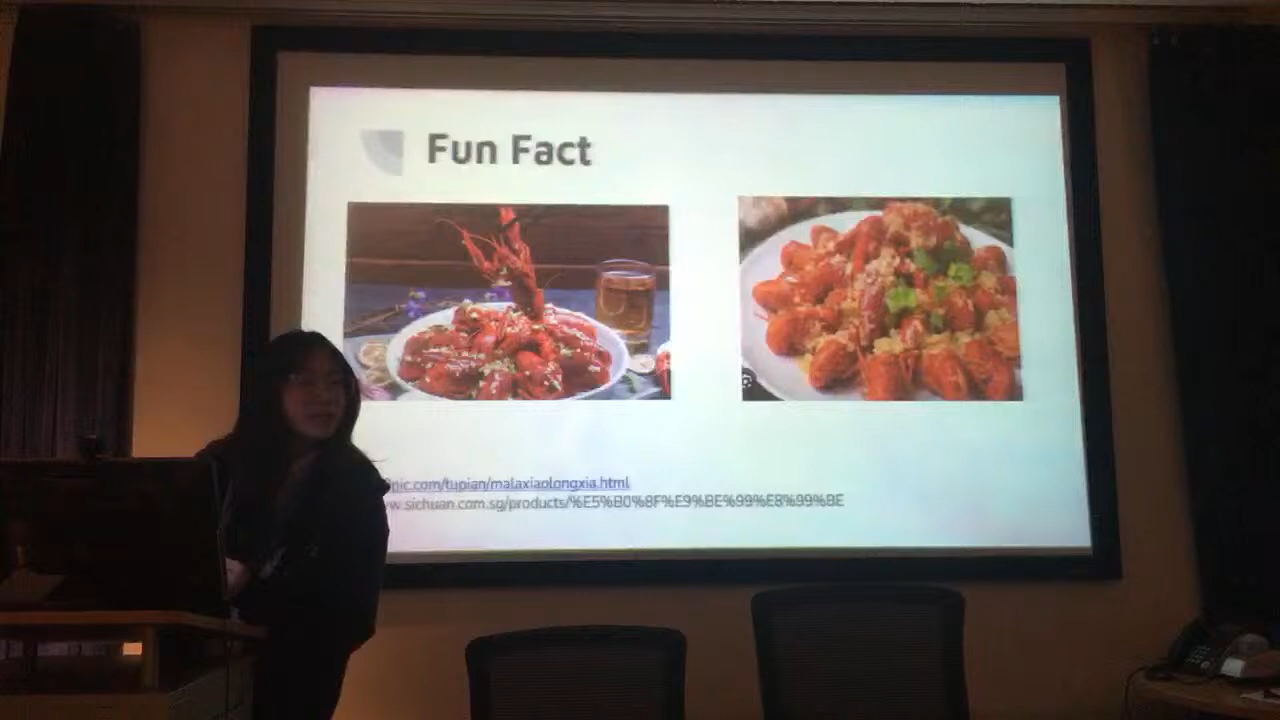 Fun Fact
pic.com/tupian/malaxiaolongxia.html
w.sichuan.com.sg/products/%E5%B0%8F%E9%BE%99%E8%99%BE